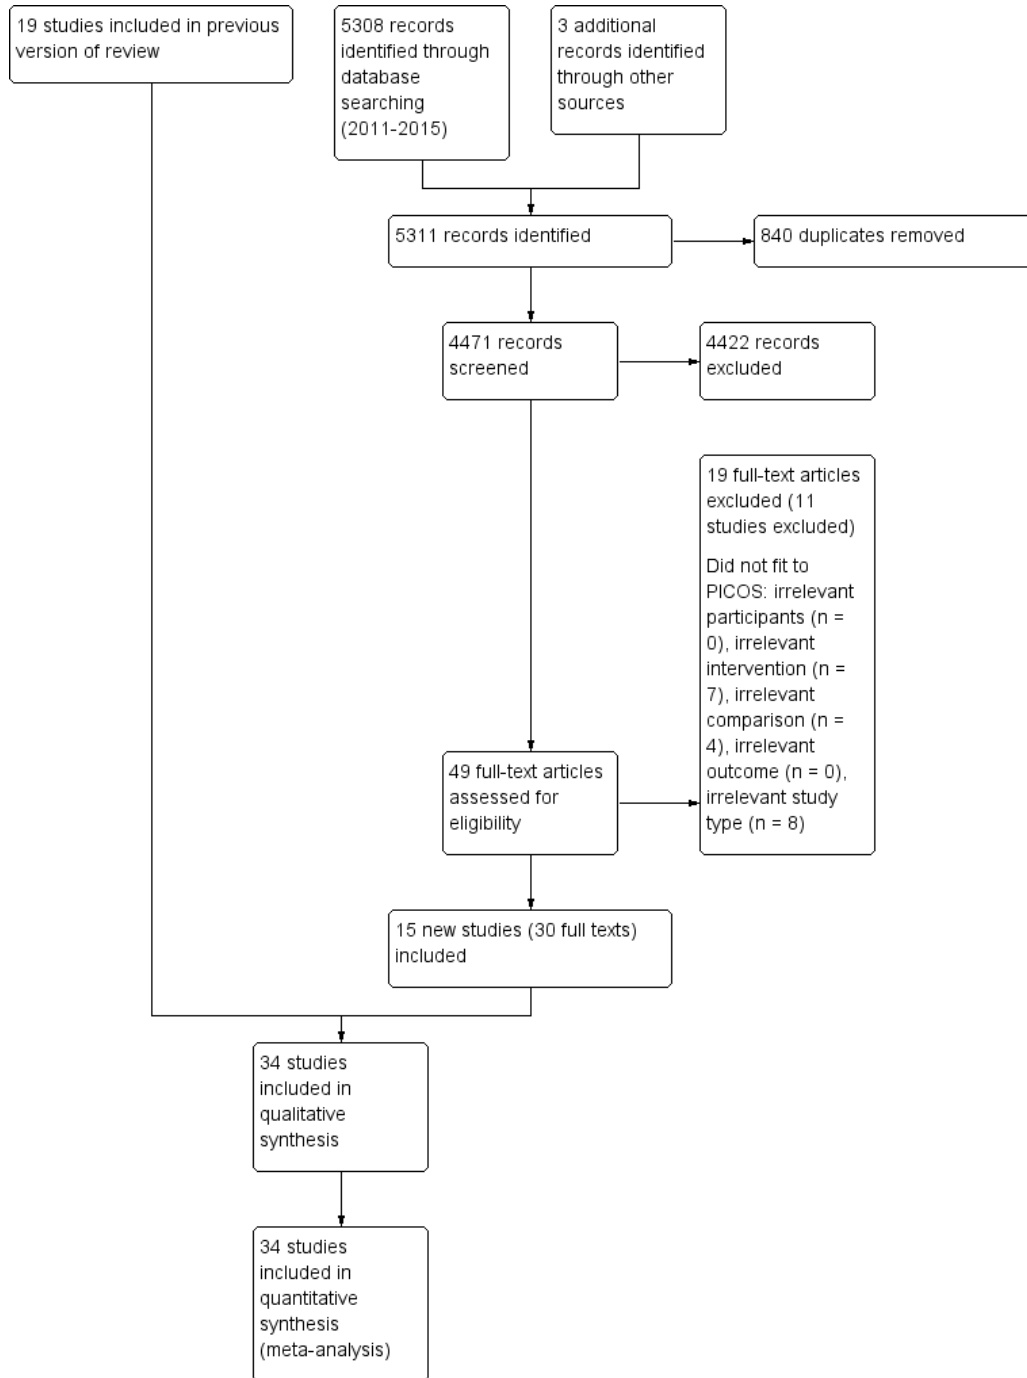 19 studies included in previous
version of review
5308 records
identified through
database
searching
(2011-2015)
3 additional
records identified
through other
sources
5311 records identified
840 duplicates removed
4471 records
screened
4422 records
excluded
19 full-text articles
excluded (11
studies excluded)
Did not fit to
PICOS: irrelevant
participants (n =
0), irrelevant
intervention (n =
7), irrelevant
comparison (n =
4), irrelevant
outcome (n = 0),
irrelevant study
type (n = 8)
49 full-text articles
assessed for
eligibility
15 new studies (30 full texts)
included
34 studies
included in
qualitative
synthesis
34 studies
included in
quantitative
synthesis
(meta-analysis)